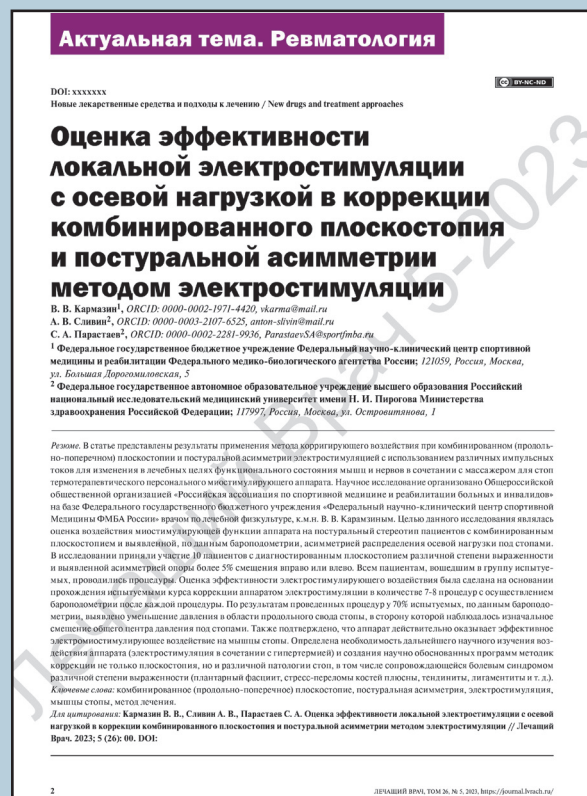 Актуальная тема. Ревматология
BY-NC-ND
DOI: xxxxxxx
Новые лекарственные средства и подходы к лечению / New drugs and treatment approaches
Оценка эффективности
локальной электростимуляции
с осевой нагрузкой в коррекции
комбинированного плоскостопия
и постуральной асимметрии
методом электростимуляции
В. В. Кармазин1, ORCID: 0000-0002-1971-4420, vkarma@mail.ru
А. В. Сливин2, ORCID: 0000-0003-2107-6525, anton-slivin@mail.ru
С. А. Парастаев2, ORCID: 0000-0002-2281-9936, ParastaevSA@sportfmba.ru
1 Федеральное государственное бюджетное учреждение Федеральный научно-клинический центр спортивной
медицины и реабилитации Федерального медико-биологического агентства России; 121059, Россия, Москва,
ул. Большая Дорогомиловская, 5
2 Федеральное государственное автономное образовательное учреждение высшего образования Российский
национальный исследовательский медицинский университет имени Н. И. Пирогова Министерства
здравоохранения Российской Федерации; 117997, Россия, Москва, ул. Островитянова, 1
Резюме. В статье представлены результаты применения метода корригирующего воздействия при комбинированном (продоль-
но-поперечном) плоскостопии и постуральной асимметрии электростимуляцией с использованием различных импульсных
токов для изменения в лечебных целях функционального состояния мышц и нервов в сочетании с массажером для стоп
термотерапевтического персонального миостимулирующего аппарата. Научное исследование организовано Общероссийской
общественной организацией «Российская ассоциация по спортивной медицине и реабилитации больных и инвалидов»
на базе Федерального государственного бюджетного учреждения «Федеральный научно-клинический центр спортивной
Медицины ФМБА России» врачом по лечебной физкультуре, к.м.н. В. В. Карамзиным. Целью данного исследования являлась
оценка воздействия миостимулирующей функции аппарата на постуральный стереотип пациентов с комбинированным
плоскостопием и выявленной, по данным бароподометрии, асимметрией распределения осевой нагрузки под стопами.
В исследовании приняли участие 10 пациентов с диагностированным плоскостопием различной степени выраженности
и выявленной асимметрией опоры более 5% смещения вправо или влево. Всем пациентам, вошедшим в группу испытуе-
мых, проводились процедуры. Оценка эффективности электростимулирующего воздействия была сделана на основании
прохождения испытуемыми курса коррекции аппаратом электростимуляции в количестве 7-8 процедур с осуществлением
бароподометрии после каждой процедуры. По результатам проведенных процедур у 70% испытуемых, по данным бароподо-
метрии, выявлено уменьшение давления в области продольного свода стопы, в сторону которой наблюдалось изначальное
смещение общего центра давления под стопами. Также подтверждено, что аппарат действительно оказывает эффективное
электромиостимулирующее воздействие на мышцы стопы. Определена необходимость дальнейшего научного изучения воз-
действия аппарата (электростимуляция в сочетании с гипертермией) и создания научно обоснованных программ методик
коррекции не только плоскостопия, но и различной патологии стоп, в том числе сопровождающейся болевым синдромом
различной степени выраженности (плантарный фасциит, стресс-переломы костей плюсны, тендиниты, лигаментиты и т. д.).
Ключевые слова: комбинированное (продольно-поперечное) плоскостопие, постуральная асимметрия, электростимуляция,
мышцы стопы, метод лечения.
Для цитирования: Кармазин В. В., Сливин А. В., Парастаев С. А. Оценка эффективности локальной электростимуляции с осевой
нагрузкой в коррекции комбинированного плоскостопия и постуральной асимметрии методом электростимуляции // Лечащий
Врач. 2023; 5 (26): 00. DOI:
2
ЛЕЧАЩИЙ ВРАЧ, ТОМ 26, № 5, 2023, https://journal.lvrach.ru/
Лечащий Врач 5-2023